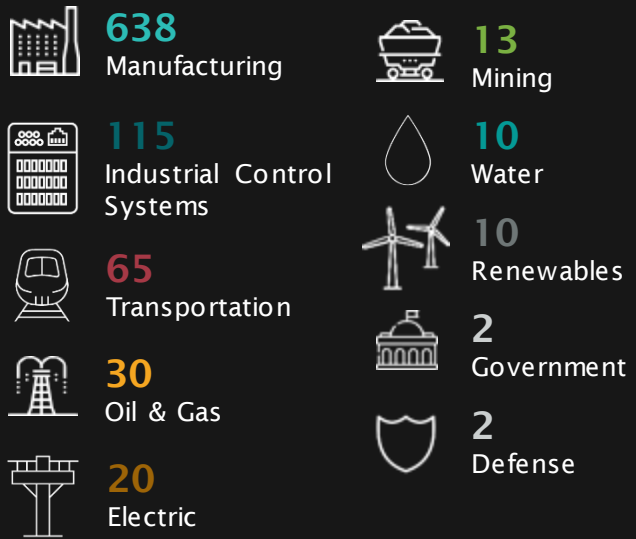 638
Manufacturing
115
Industrial Control
Systems
65
Transportation
30
Oil & Gas
20
Electric
13
Mining
10
Water
10
Renewables
2
Government
2
Defense